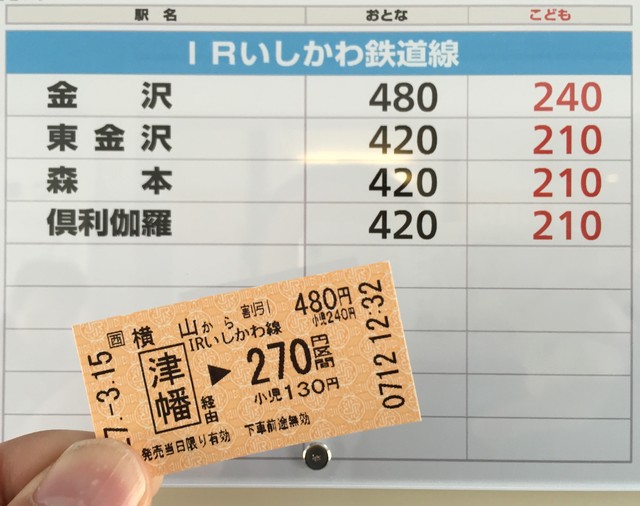 駅名 おとな こども
IRいしかわ鉄道線
金沢 480 240
東金沢 420 210
森本 420 210
倶利伽羅 420 210
西 横山から 割引 480円
小児240円
IRいしかわ線
津幡 経由 ▶ 270円区間
小児130円
発売当日限り有効 下車前途無効
7.-3.15
0712 12:32